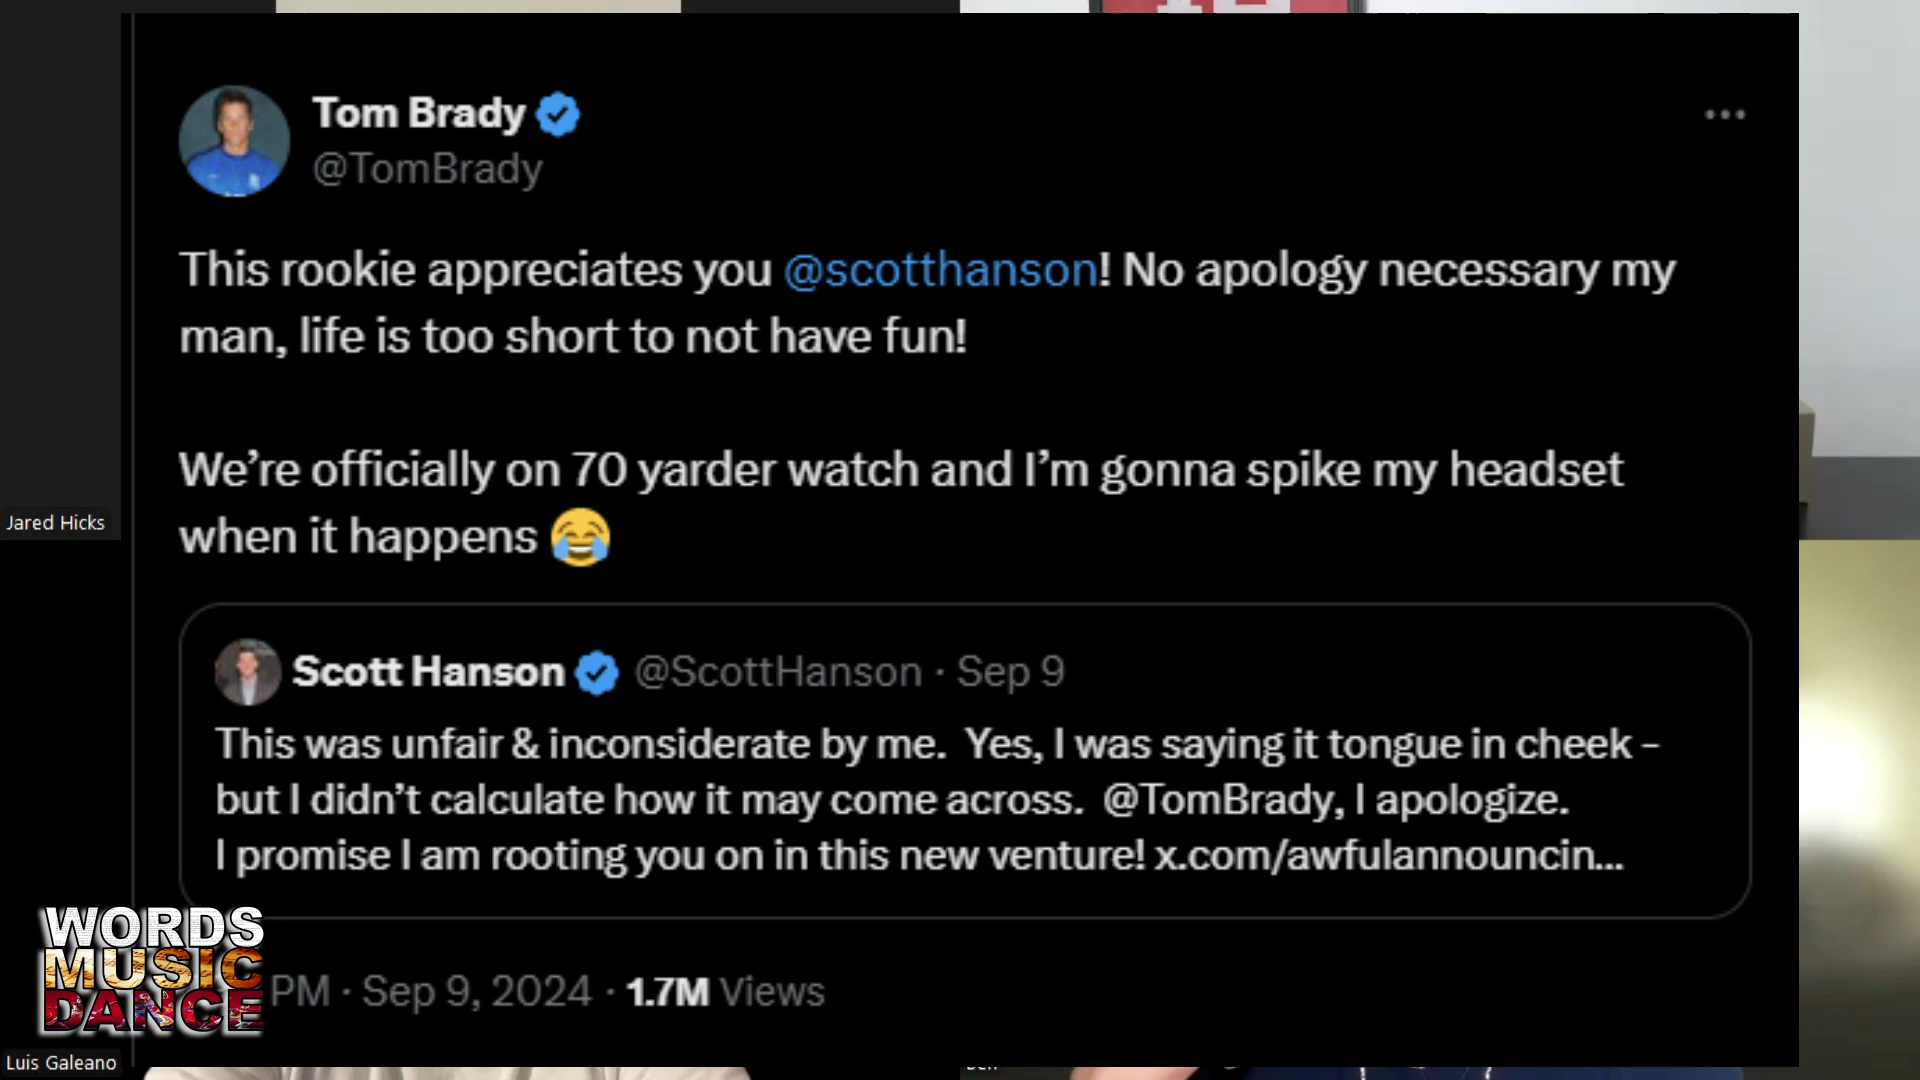 Tom Brady
@TomBrady
This rookie appreciates you @scotthanson! No apology necessary my
man, life is too short to not have fun!
We're officially on 70 yarder watch and I'm gonna spike my headset
when it happens 😂
Scott Hanson @ScottHanson · Sep 9
This was unfair & inconsiderate by me. Yes, I was saying it tongue in cheek –
but I didn't calculate how it may come across. @TomBrady, I apologize.
I promise I am rooting you on in this new venture! x.com/awfulannouncin...
PM · Sep 9, 2024 · 1.7M Views
Jared Hicks
WORDS
MUSIC
DANCE
Luis Galeano